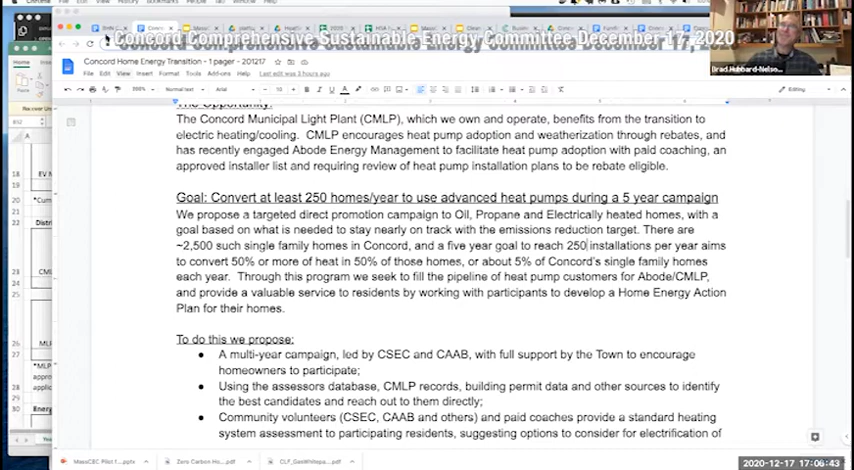 Concord Comprehensive Sustainable Energy Committee December 17, 2020
Concord Home Energy Transition - 1 pager - 201217
File Edit View Insert Format Tools Add-ons Help Last edit was 3 hours ago
Editing
Brad Hubbard-Nelso...
Home
The Opportunity:
The Concord Municipal Light Plant (CMLP), which we own and operate, benefits from the transition to
electric heating/cooling. CMLP encourages heat pump adoption and weatherization through rebates, and
has recently engaged Abode Energy Management to facilitate heat pump adoption with paid coaching, an
approved installer list and requiring review of heat pump installation plans to be rebate eligible.
Goal: Convert at least 250 homes/year to use advanced heat pumps during a 5 year campaign
We propose a targeted direct promotion campaign to Oil, Propane and Electrically heated homes, with a
goal based on what is needed to stay nearly on track with the emissions reduction target. There are
~2,500 such single family homes in Concord, and a five year goal to reach 250 installations per year aims
to convert 50% or more of heat in 50% of those homes, or about 5% of Concord's single family homes
each year. Through this program we seek to fill the pipeline of heat pump customers for Abode/CMLP,
and provide a valuable service to residents by working with participants to develop a Home Energy Action
Plan for their homes.
To do this we propose:
● A multi-year campaign, led by CSEC and CAAB, with full support by the Town to encourage
homeowners to participate;
● Using the assessors database, CMLP records, building permit data and other sources to identify
the best candidates and reach out to them directly;
● Community volunteers (CSEC, CAAB and others) and paid coaches provide a standard heating
system assessment to participating residents, suggesting options to consider for electrification of
MassCEC Pilot t....pptx
Zero Carbon Ho....pdf
CLF_GasWhitepa....pdf
2020-12-17 17:06:43